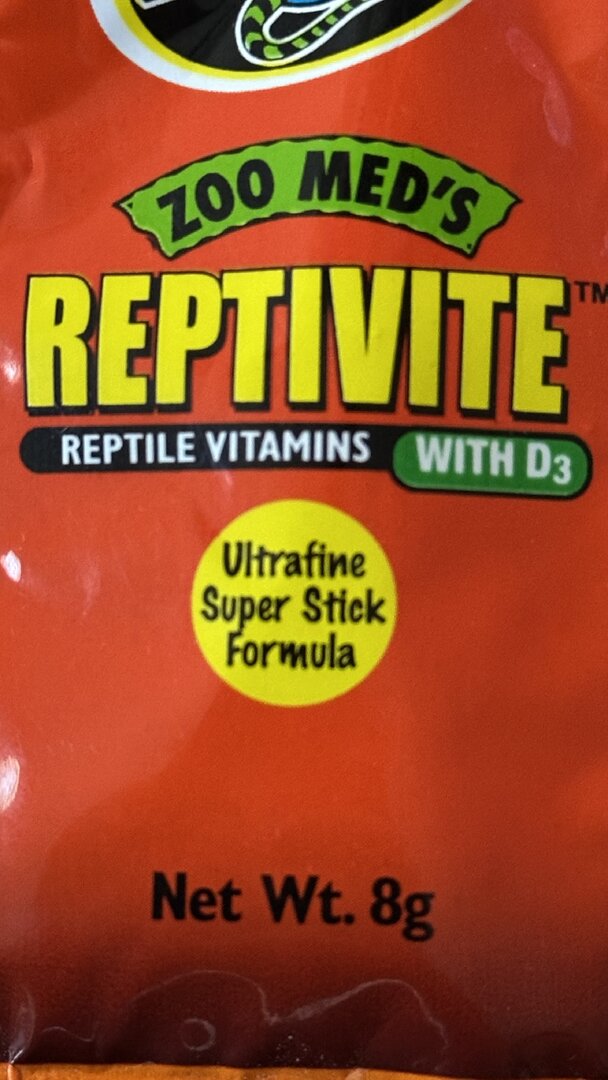 ZOO MED'S
REPTIVITE™
REPTILE VITAMINS WITH D3
Ultrafine
Super Stick
Formula
Net Wt. 8g